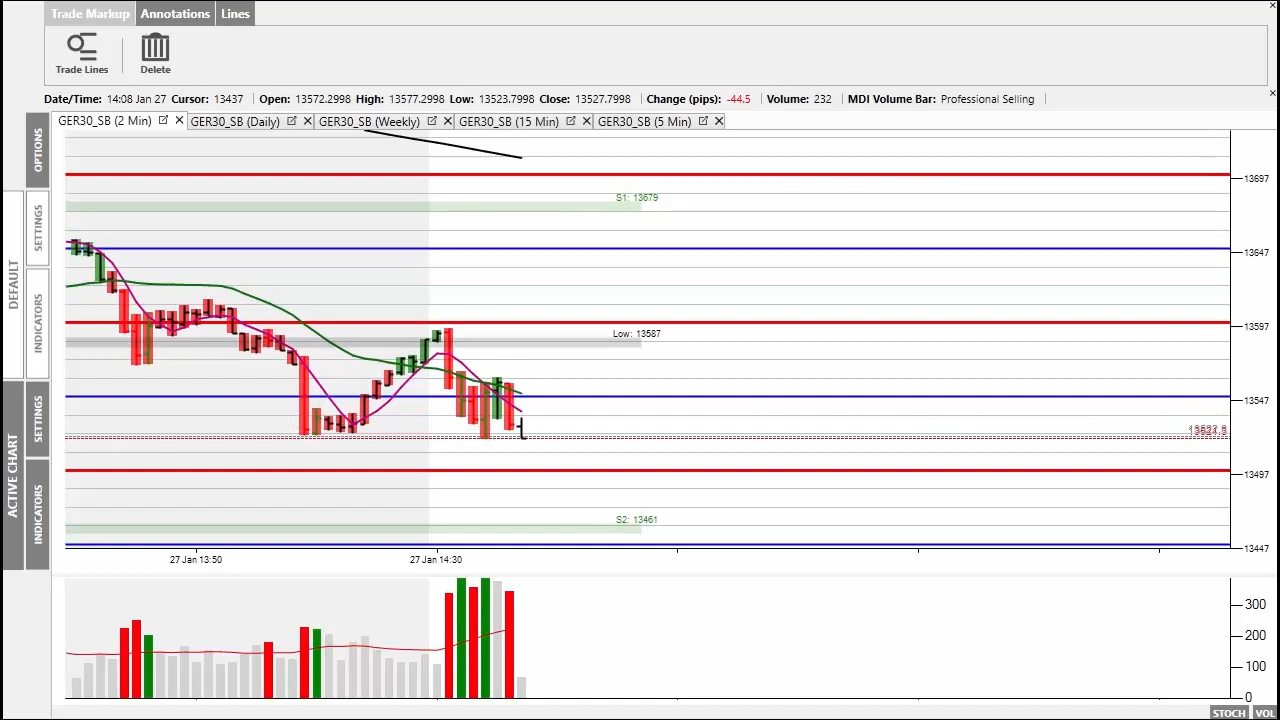 Trade Markup Annotations Lines
Trade Lines Delete
Date/Time: 14:08 Jan 27 Cursor: 13437 Open: 13572.2998 High: 13577.2998 Low: 13523.7998 Close: 13527.7998 Change (pips): -44.5 Volume: 232 MDI Volume Bar: Professional Selling
GER30_SB (2 Min) GER30_SB (Daily) GER30_SB (Weekly) GER30_SB (15 Min) GER30_SB (5 Min)
OPTIONS
SETTINGS
INDICATORS
DEFAULT
SETTINGS
INDICATORS
ACTIVE CHART
13697
S1: 13679
13647
13597
Low: 13587
13547
13497
S2: 13461
13447
27 Jan 13:50 27 Jan 14:30
300
200
100
0
STOCH VOL